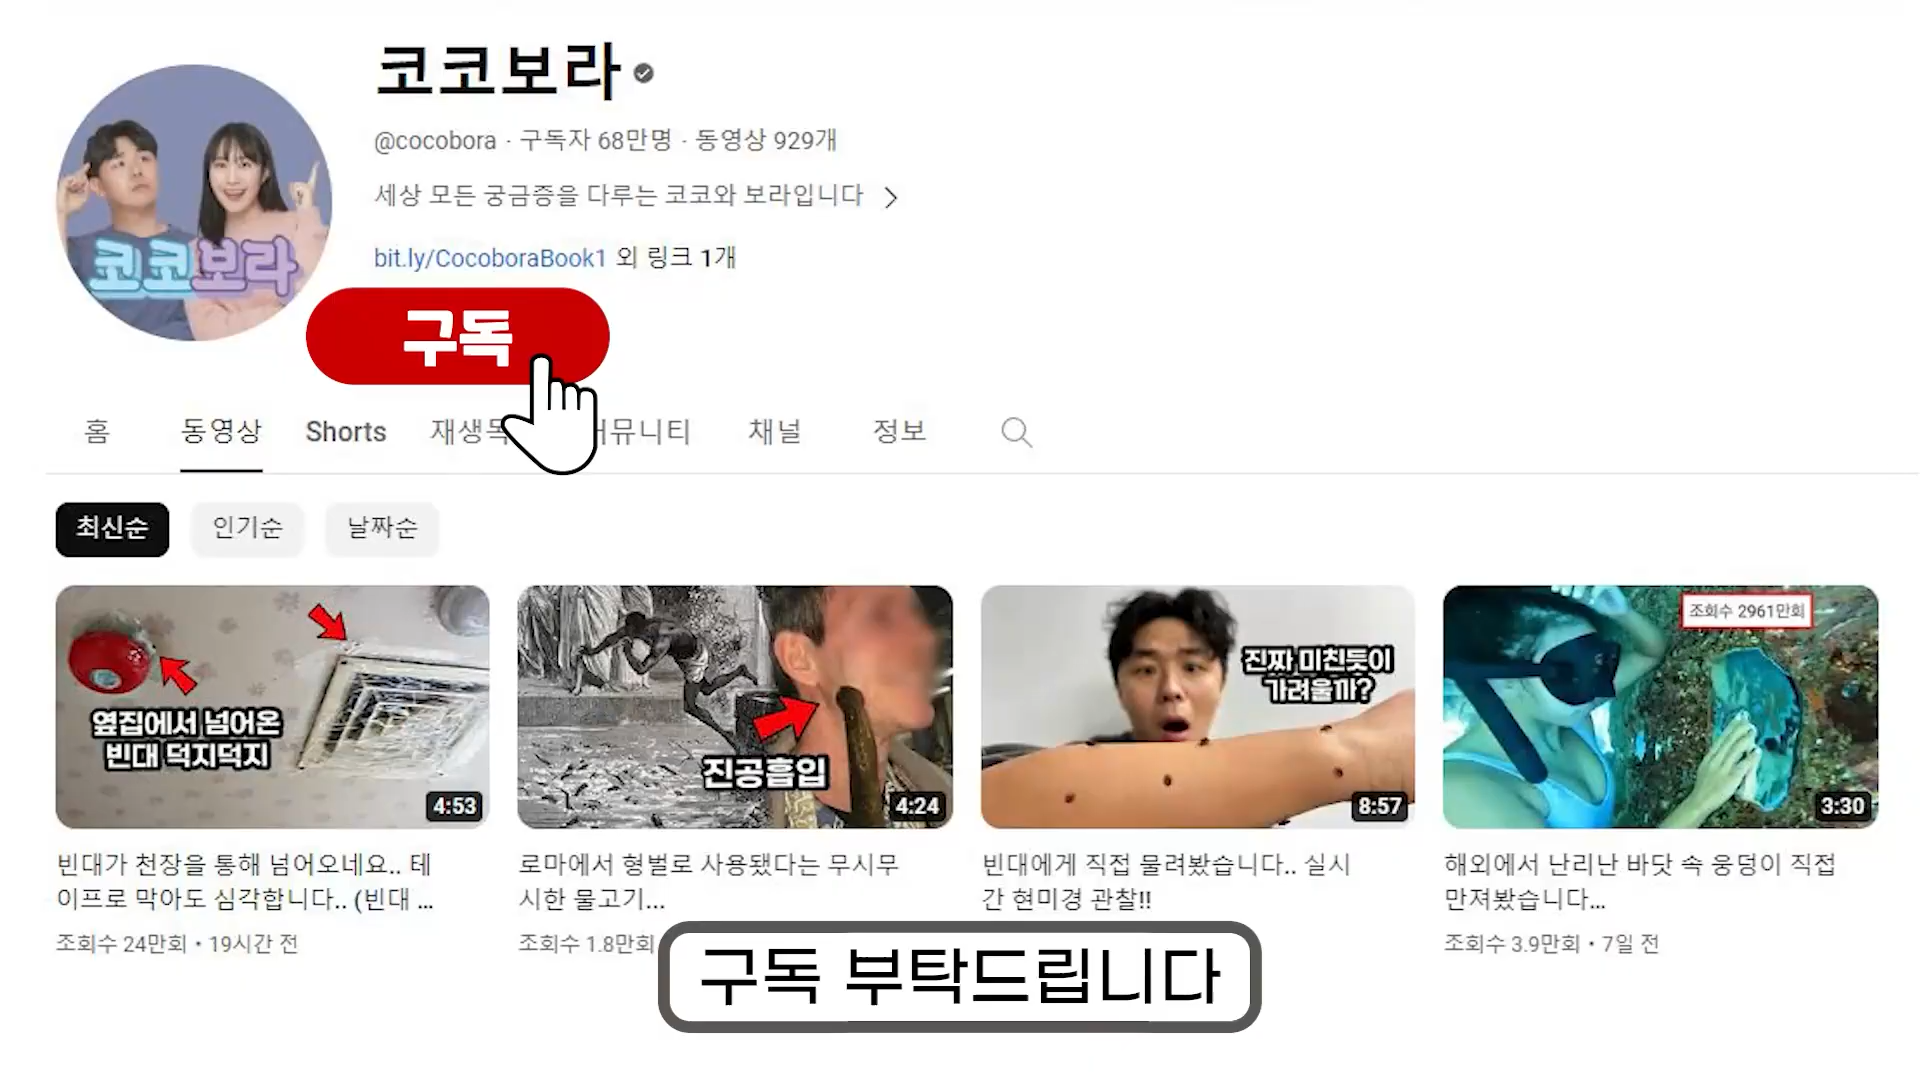 코코보라
@cocobora · 구독자 68만명 · 동영상 929개
세상 모든 궁금증을 다루는 코코와 보라입니다
bit.ly/CocoboraBook1 외 링크 1개
코코보라
구독
홈 동영상 Shorts 재생목 뮤니티 채널 정보
최신순 인기순 날짜순
옆집에서 넘어온
빈대 덕지덕지
4:53
진공흡입
4:24
진짜 미친듯이
가려울까?
8:57
조회수 2961만회
3:30
빈대가 천장을 통해 넘어오네요.. 테
이프로 막아도 심각합니다.. (빈대 ...
조회수 24만회 • 19시간 전
로마에서 형벌로 사용됐다는 무시무
시한 물고기...
조회수 1.8만회
빈대에게 직접 물려봤습니다.. 실시
간 현미경 관찰!!
해외에서 난리난 바닷 속 웅덩이 직접
만져봤습니다...
조회수 3.9만회 • 7일 전
구독 부탁드립니다